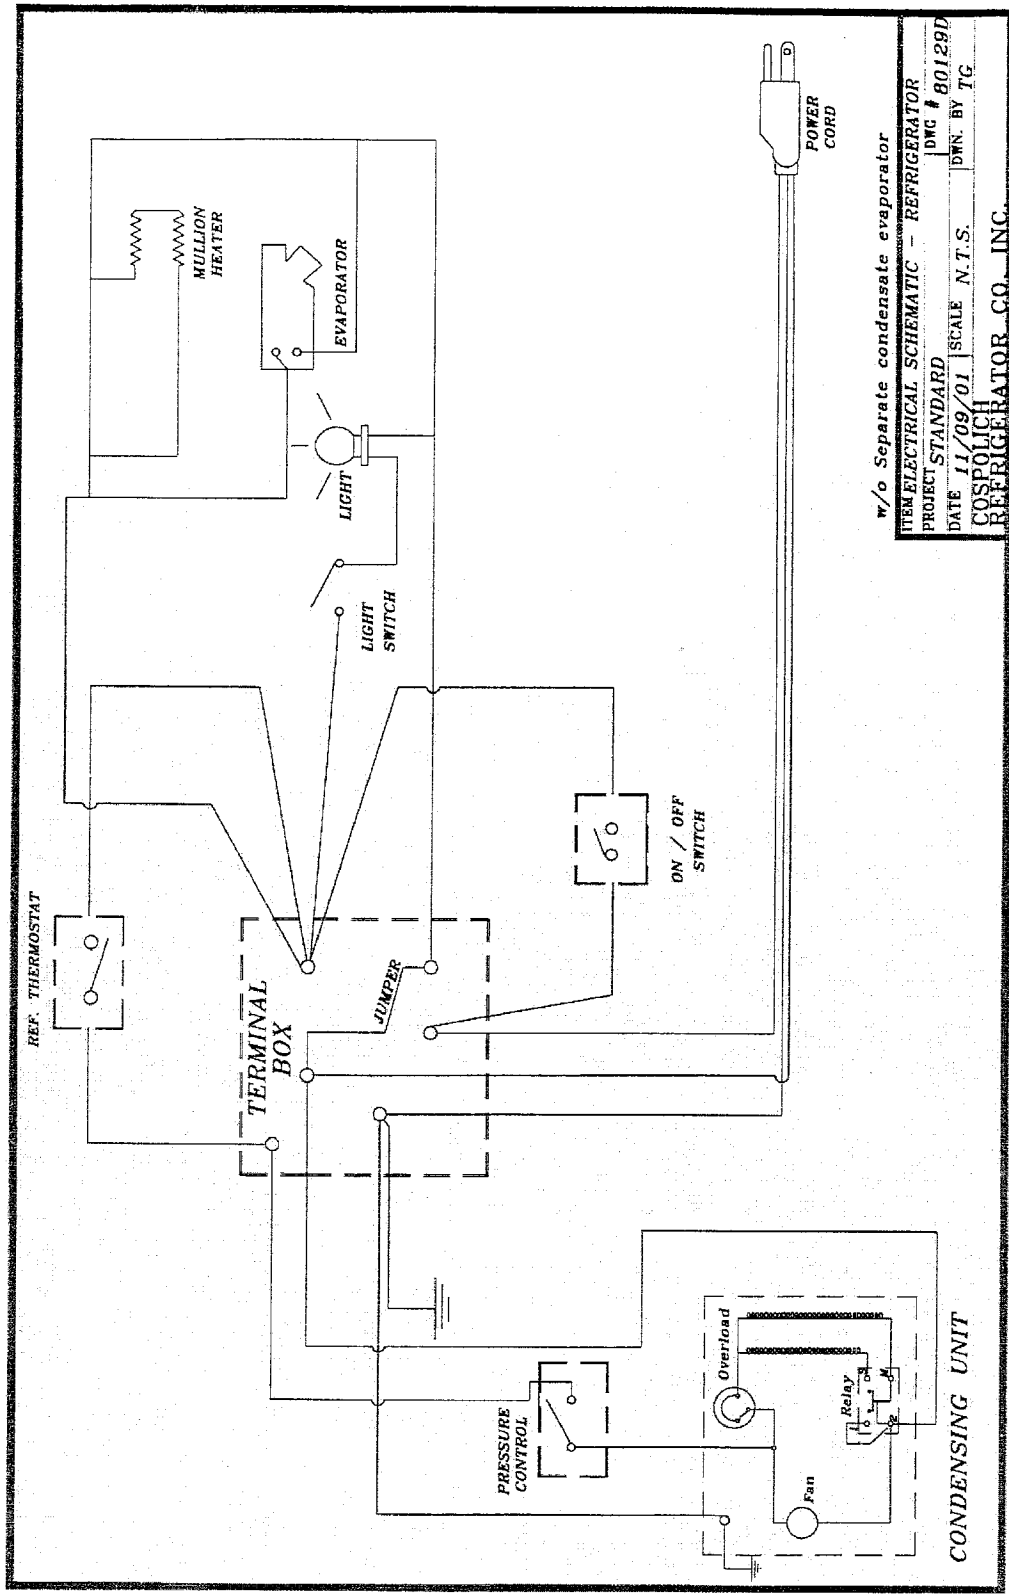 REF. THERMOSTAT
MULLION
HEATER
EVAPORATOR
LIGHT
LIGHT
SWITCH
TERMINAL
BOX
JUMPER
ON / OFF
SWITCH
POWER
CORD
PRESSURE
CONTROL
Overload
Relay
S
M
1
2
Fan
CONDENSING UNIT
w/o Separate condensate evaporator
ITEM ELECTRICAL SCHEMATIC - REFRIGERATOR
PROJECT STANDARD DWG # 80129D
DATE 11/09/01 SCALE N.T.S. DWN. BY TG
COSPOLICH
REFRIGERATOR CO. INC.